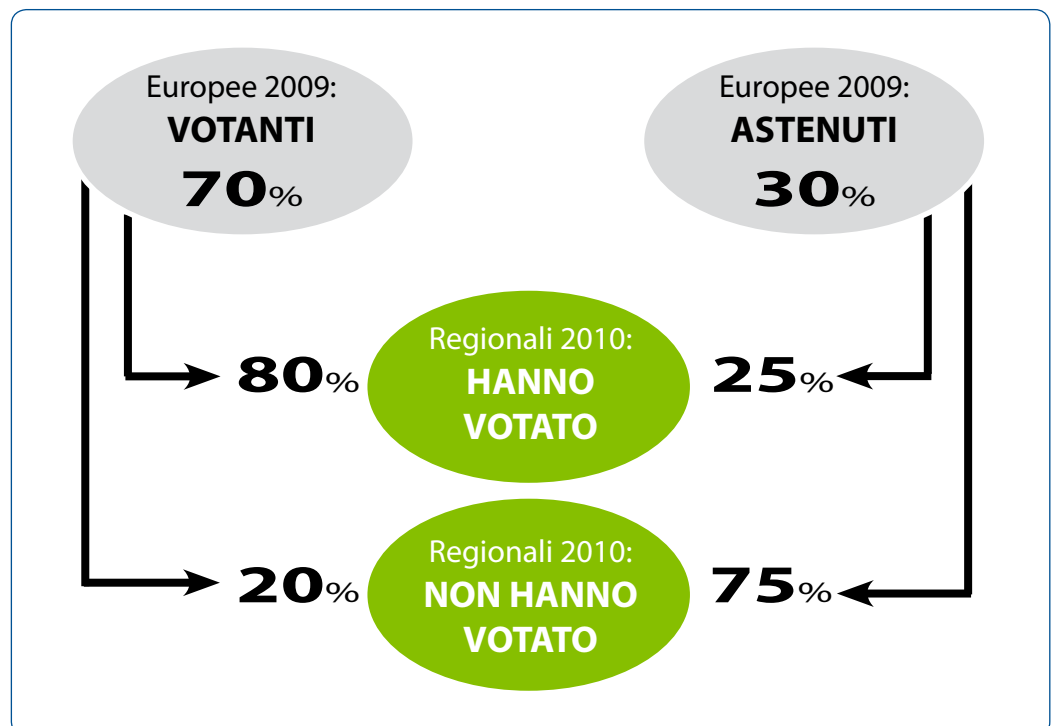 Europee 2009:
VOTANTI
70%
Europee 2009:
ASTENUTI
30%
80%
Regionali 2010:
HANNO
VOTATO
25%
20%
Regionali 2010:
NON HANNO
VOTATO
75%